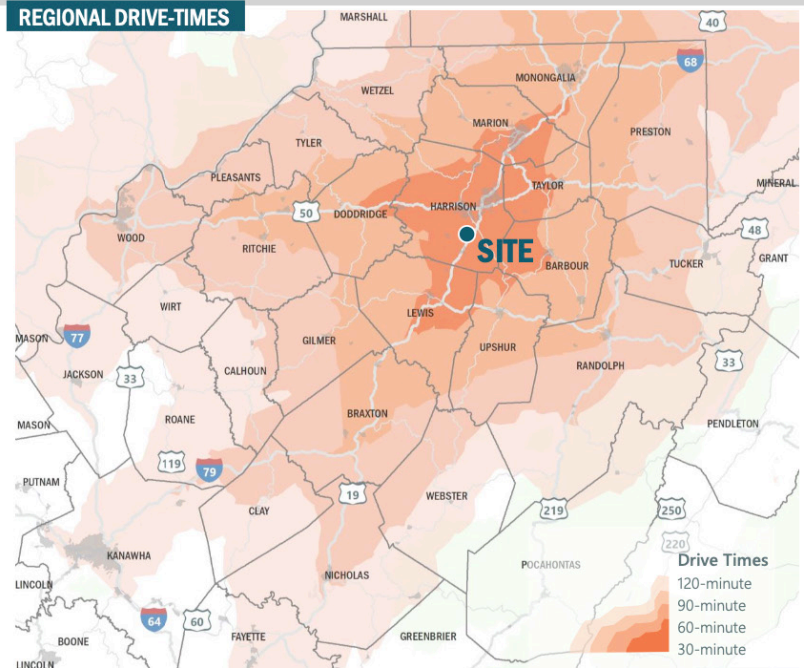 REGIONAL DRIVE-TIMES
MARSHALL
40
68
MONONGALIA
WETZEL
MARION
PRESTON
TYLER
PLEASANTS
TAYLOR
MINERAL
HARRISON
50
DODDRIDGE
WOOD
RITCHIE
SITE
48
BARBOUR
TUCKER
GRANT
WIRT
LEWIS
MASON
77
GILMER
UPSHUR
33
RANDOLPH
JACKSON
33
CALHOUN
BRAXTON
ROANE
MASON
PENDLETON
119
79
PUTNAM
19
WEBSTER
CLAY
219
250
220
KANAWHA
POCAHONTAS
NICHOLAS
LINCOLN
64
60
FAYETTE
GREENBRIER
BOONE
LINCOLN
Drive Times
120-minute
90-minute
60-minute
30-minute